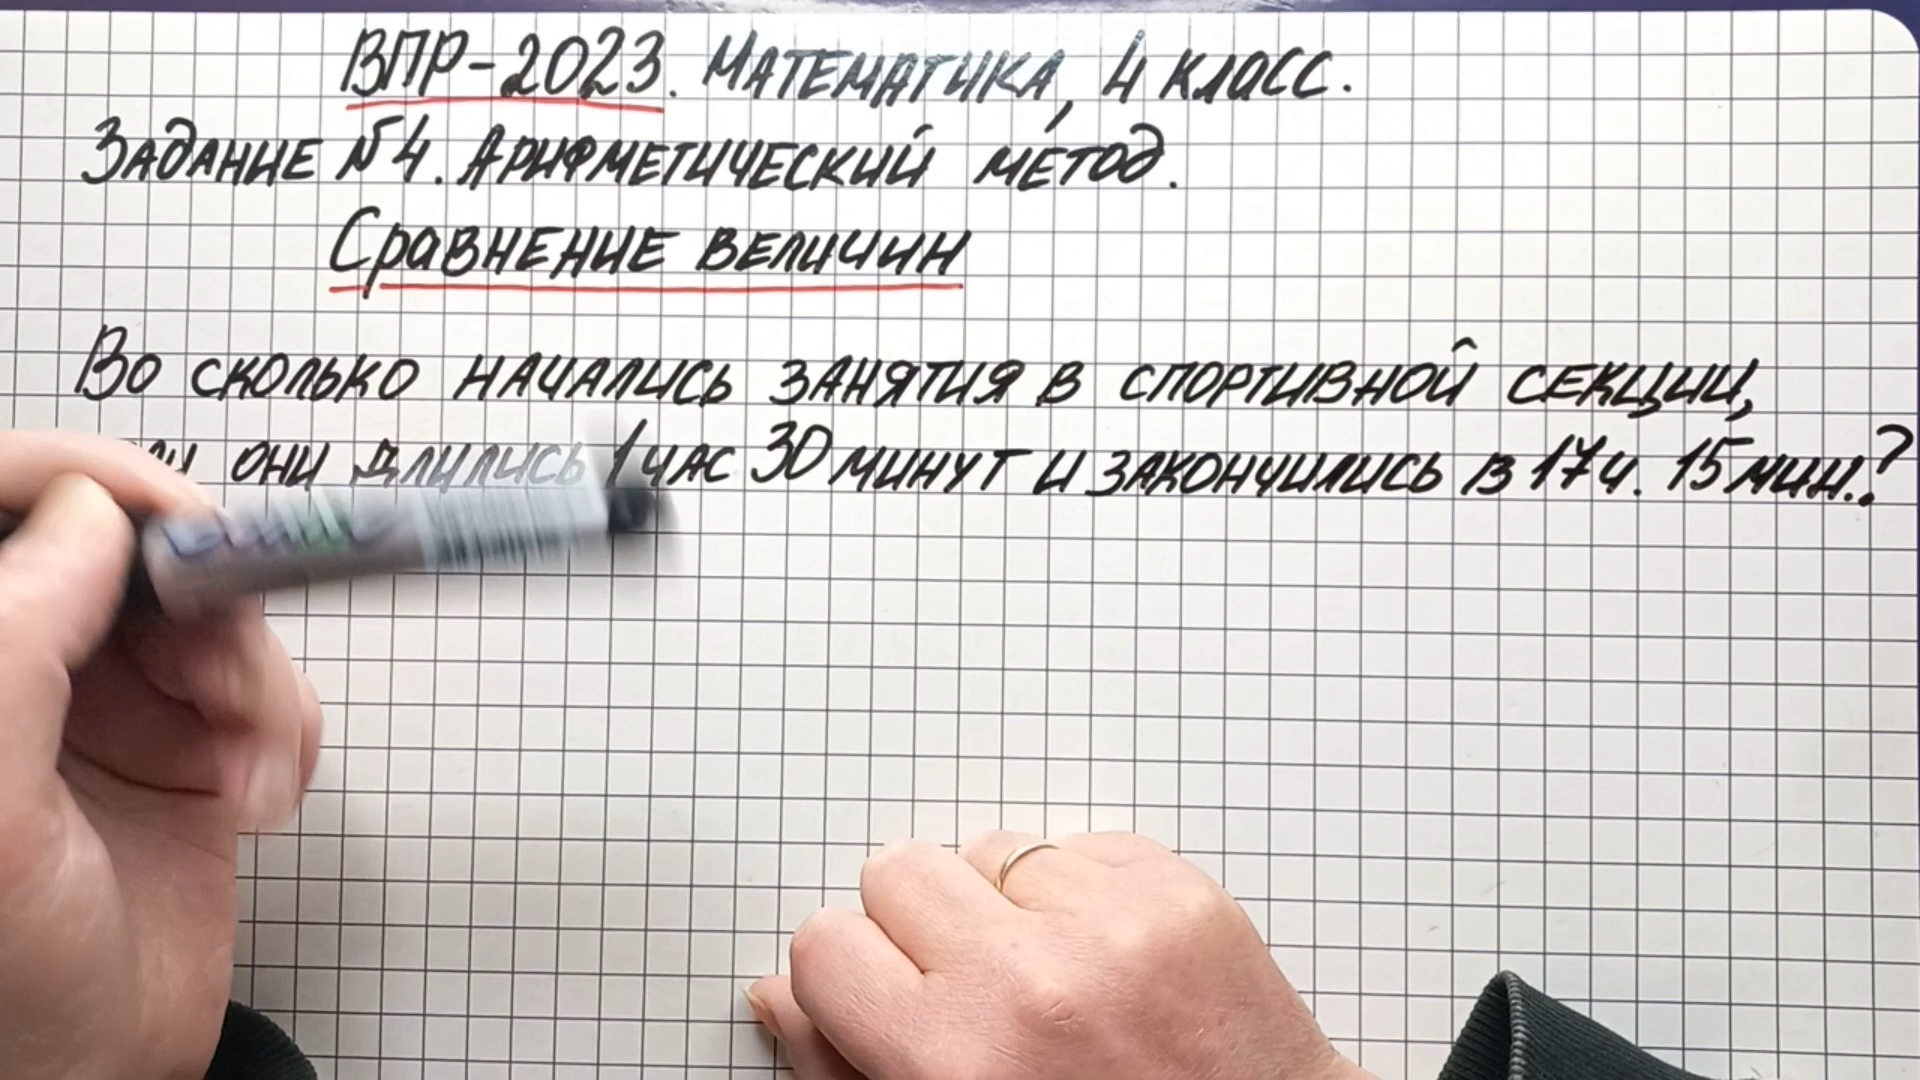 ВПР-2023. Математика, 4 класс.
Задание №4. Арифметический метод.
Сравнение величин
Во сколько начались занятия в спортивной секции,
они длились 1 час 30 минут и закончились в 17 ч. 15 мин.?